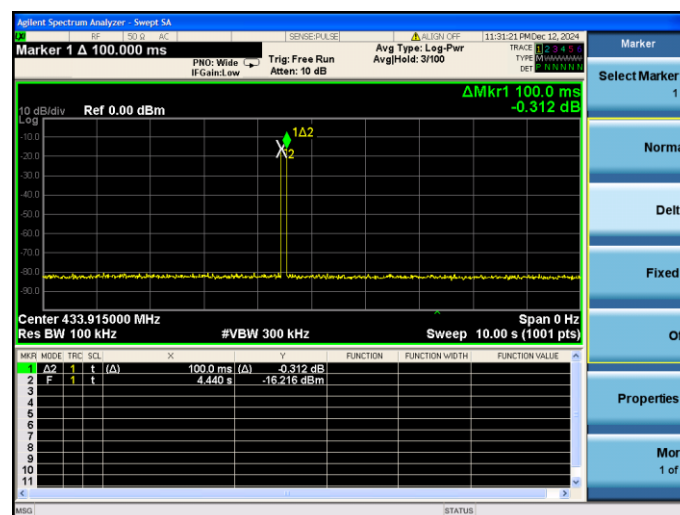 Agilent Spectrum Analyzer - Swept SA
LXI RF 50 Ω AC SENSE:PULSE ALIGN OFF 11:31:21 PM Dec 12, 2024
Marker 1 Δ 100.000 ms
PNO: Wide
IFGain:Low
Trig: Free Run
Atten: 10 dB
Avg Type: Log-Pwr
Avg|Hold: 3/100
TRACE 1 2 3 4 5 6
TYPE M
DET P N N N N N
ΔMkr1 100.0 ms
-0.312 dB
10 dB/div Ref 0.00 dBm
Log
-10.0
-20.0
-30.0
-40.0
-50.0
-60.0
-70.0
-80.0
-90.0
1Δ2
2
Center 433.915000 MHz Span 0 Hz
Res BW 100 kHz #VBW 300 kHz Sweep 10.00 s (1001 pts)
MKR MODE TRC SCL X Y FUNCTION FUNCTION WIDTH FUNCTION VALUE
1 Δ2 1 t (Δ) 100.0 ms (Δ) -0.312 dB
2 F 1 t 4.440 s -16.216 dBm
3
4
5
6
7
8
9
10
11
MSG STATUS
Marker
Select Marker
1
Norma
Delt
Fixed
Of
Properties
Mor
1 of